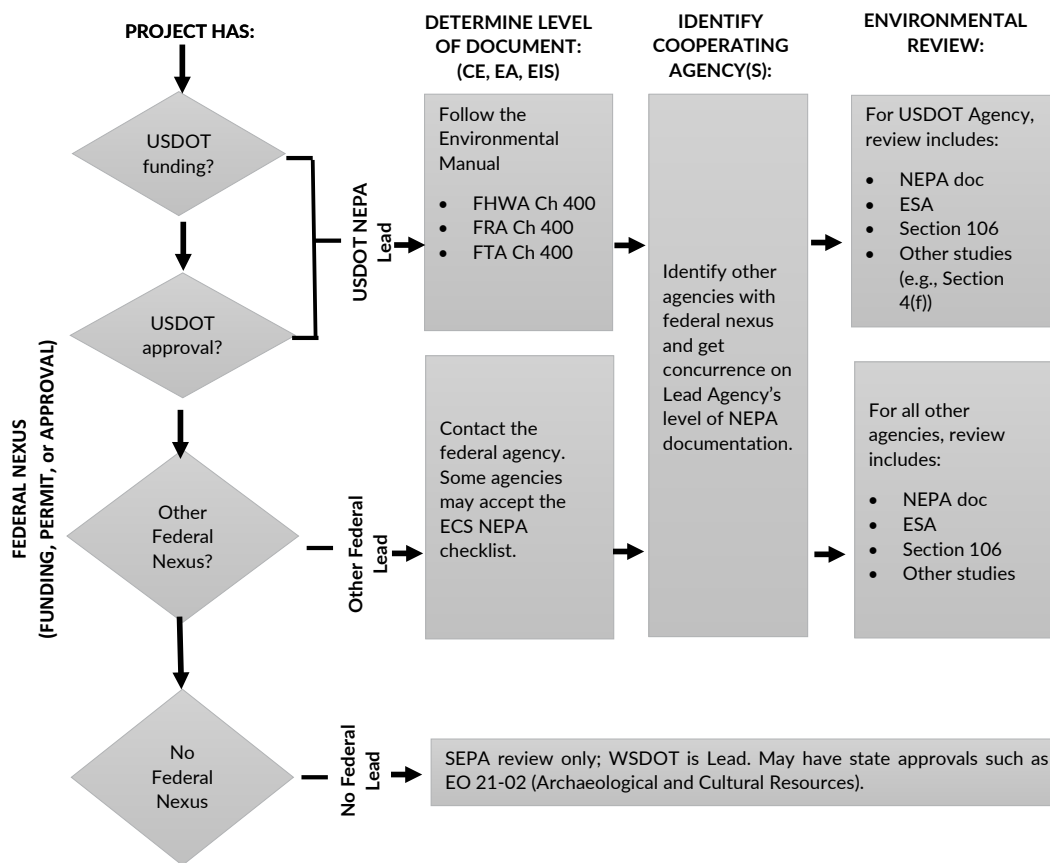 PROJECT HAS:
DETERMINE LEVEL
OF DOCUMENT:
(CE, EA, EIS)
IDENTIFY
COOPERATING
AGENCY(S):
ENVIRONMENTAL
REVIEW:
USDOT
funding?
USDOT
approval?
Other
Federal
Nexus?
No
Federal
Nexus
FEDERAL NEXUS
(FUNDING, PERMIT, or APPROVAL)
USDOT NEPA
Lead
Other Federal
Lead
No Federal
Lead
Follow the
Environmental
Manual
• FHWA Ch 400
• FRA Ch 400
• FTA Ch 400
Contact the
federal agency.
Some agencies
may accept the
ECS NEPA
checklist.
Identify other
agencies with
federal nexus
and get
concurrence on
Lead Agency's
level of NEPA
documentation.
For USDOT Agency,
review includes:
• NEPA doc
• ESA
• Section 106
• Other studies
(e.g., Section
4(f))
For all other
agencies, review
includes:
• NEPA doc
• ESA
• Section 106
• Other studies
SEPA review only; WSDOT is Lead. May have state approvals such as
EO 21-02 (Archaeological and Cultural Resources).